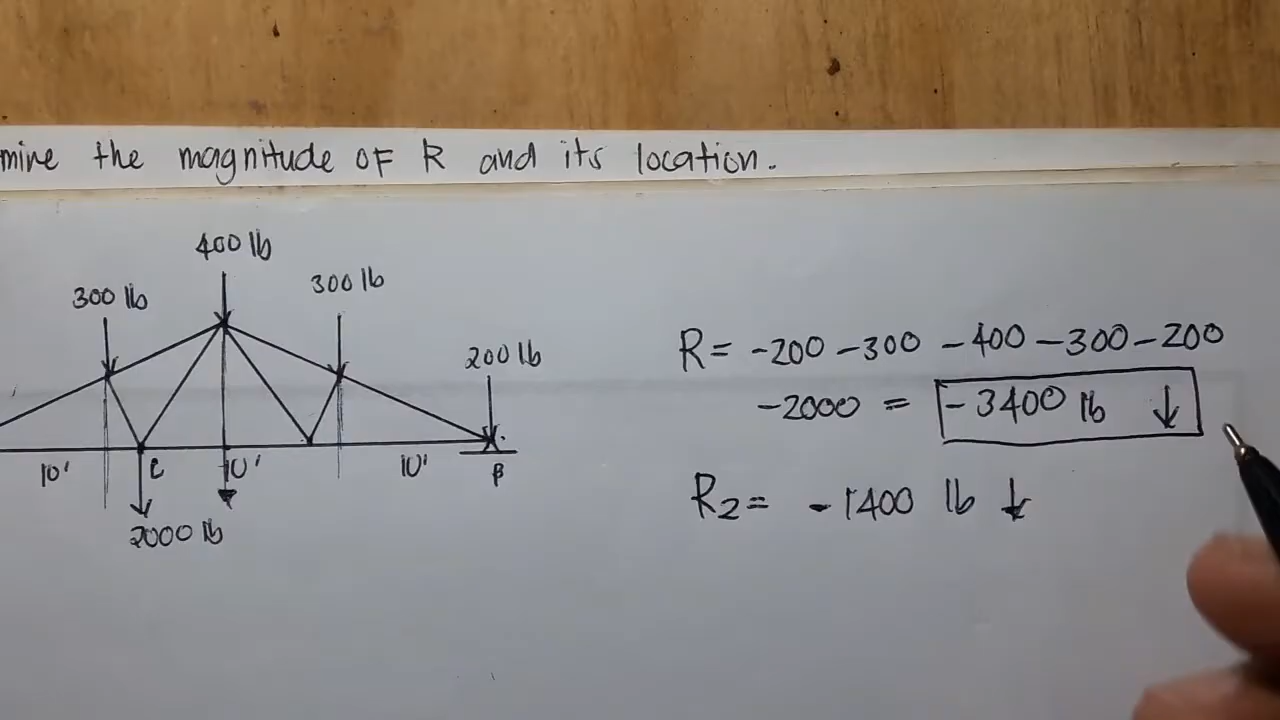 mine the magnitude of R and its location.
400 lb
300 lb
300 lb
200 lb
10'
C
10'
10'
B
2000 lb
R = -200 -300 -400 -300 -200
-2000 = -3400 lb ↓
R2 = -1400 lb ↓